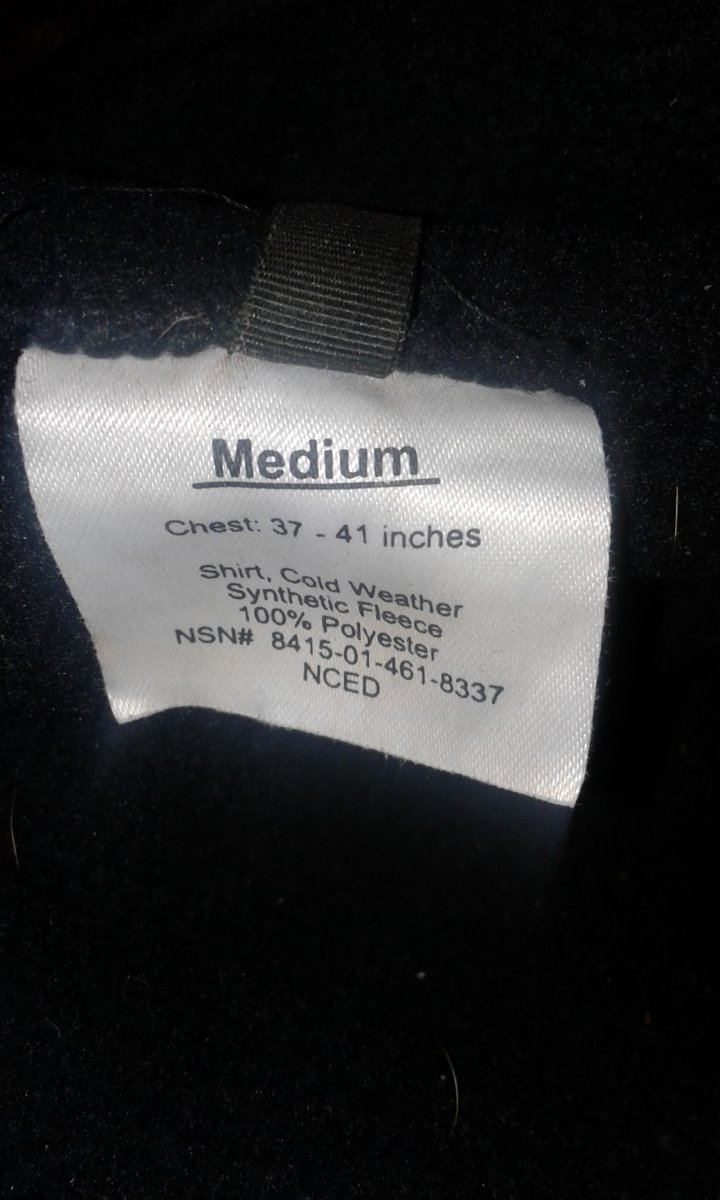 Medium
Chest: 37 - 41 inches
Shirt, Cold Weather
Synthetic Fleece
100% Polyester
NSN# 8415-01-461-8337
NCED